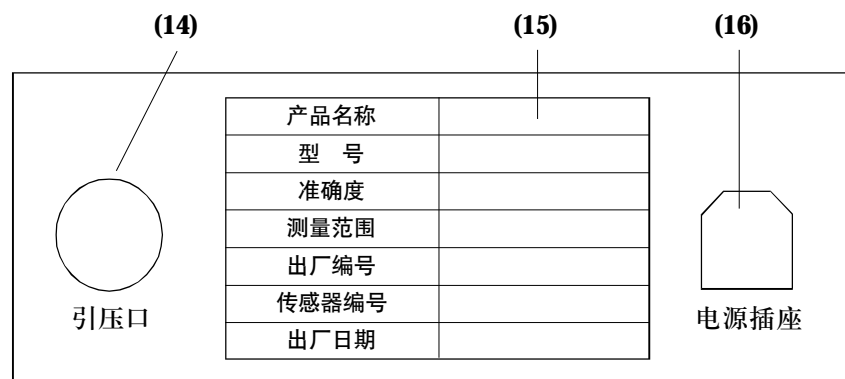 (14) (15) (16)
产品名称
型 号
准确度
测量范围
出厂编号
传感器编号
出厂日期
引压口
电源插座